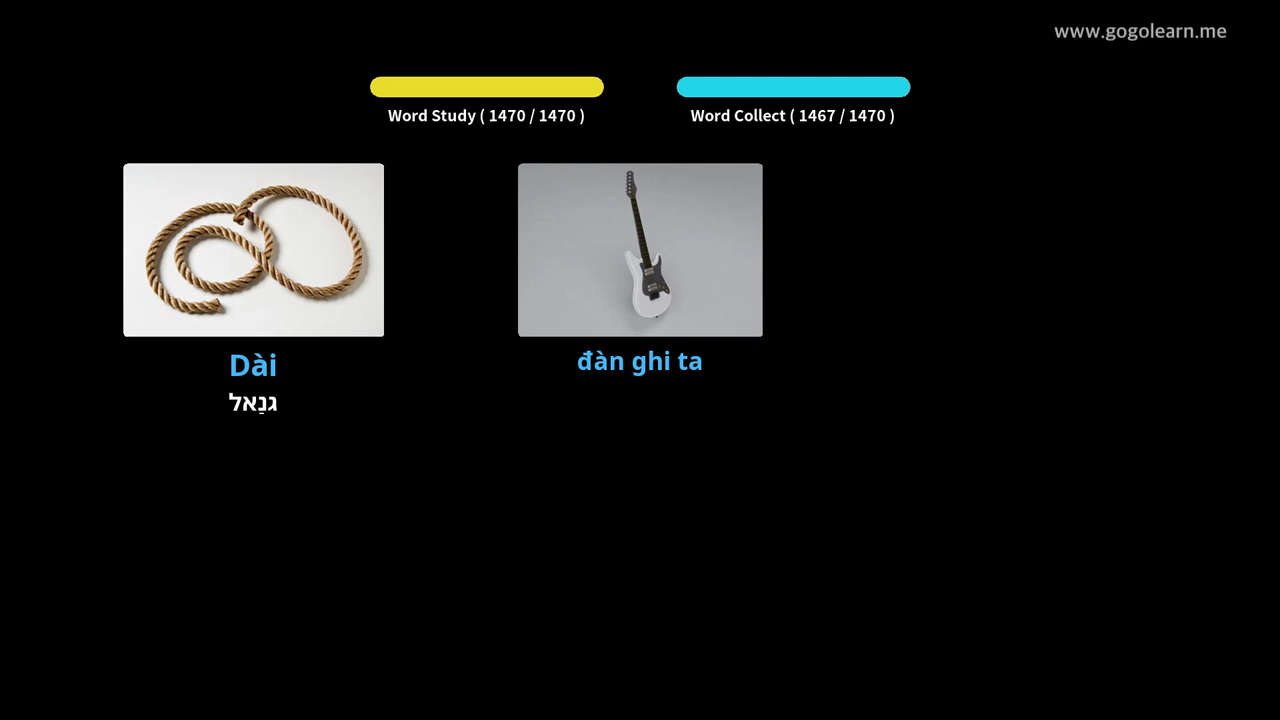 www.gogolearn.me
Word Study ( 1470 / 1470 )
Word Collect ( 1467 / 1470 )
Dài
גנַאל
đàn ghi ta